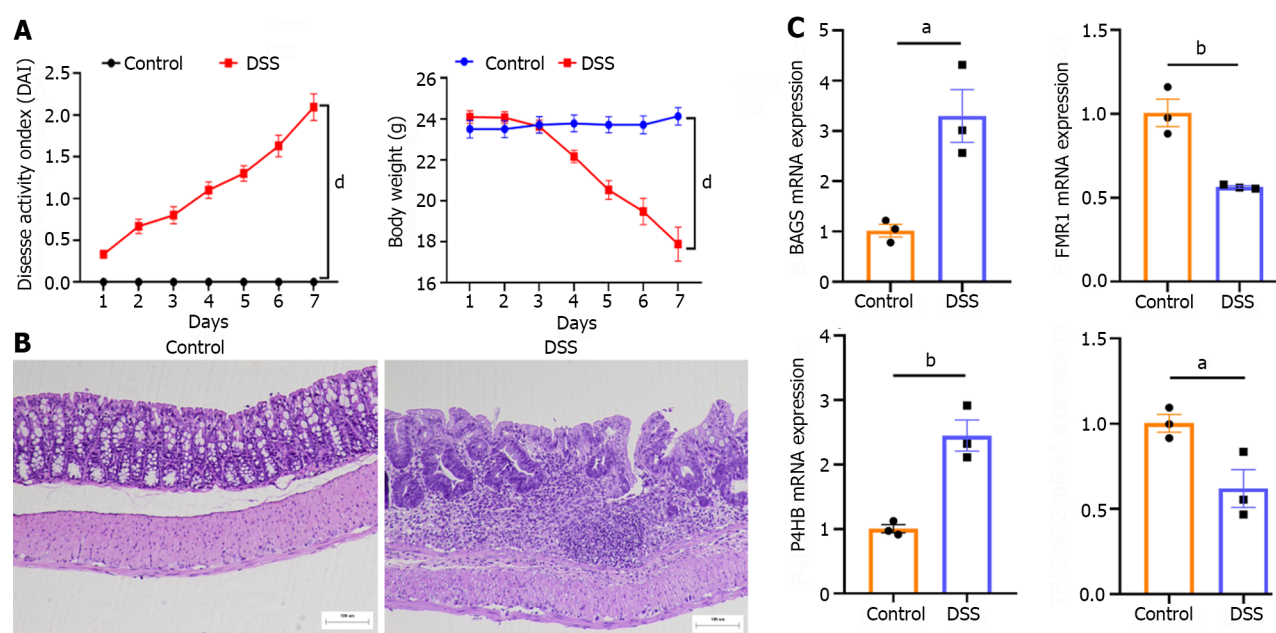 A
Control DSS
Disesse activity ondex (DAI)
2.5
2.0
1.5
1.0
0.5
0.0
d
1 2 3 4 5 6 7
Days
Control DSS
Body weight (g)
26
24
22
20
18
16
d
1 2 3 4 5 6 7
Days
B
Control
DSS
C
BAGS mRNA expression
5
4
3
2
1
0
a
Control DSS
FMR1 mRNA expression
1.5
1.0
0.5
0.0
b
Control DSS
P4HB mRNA expression
4
3
2
1
0
b
Control DSS
1.5
1.0
0.5
0.0
a
Control DSS